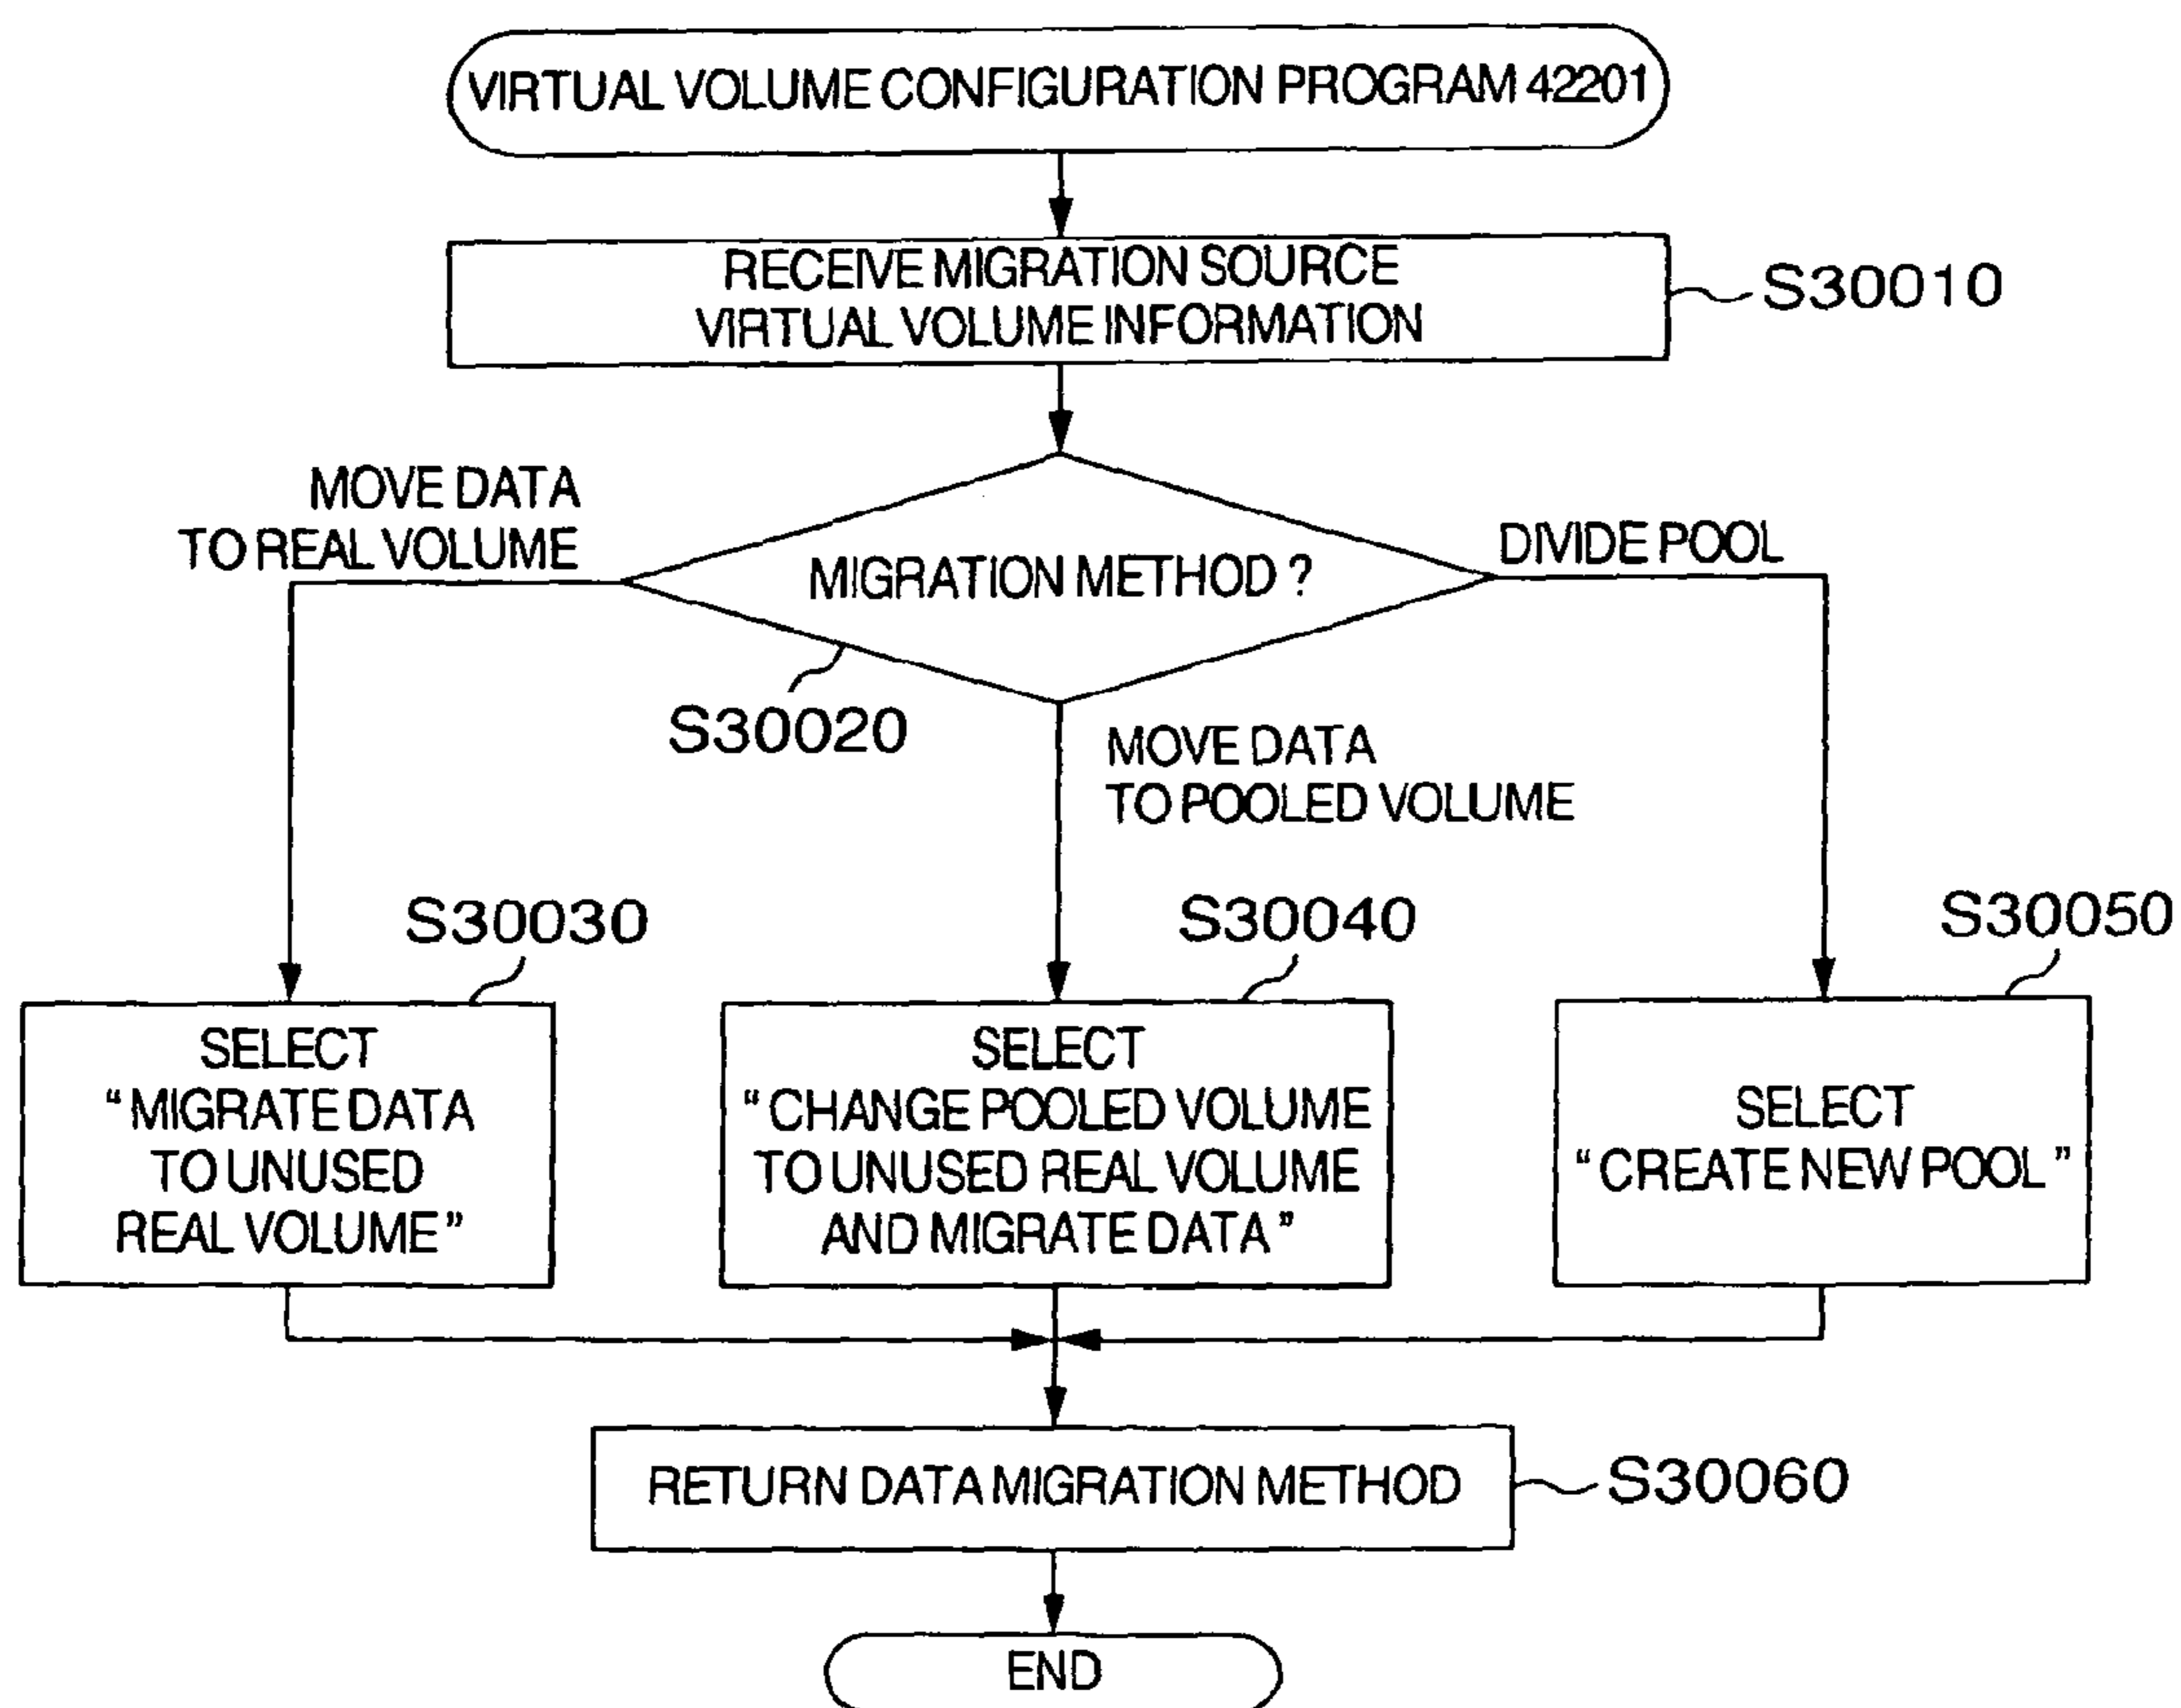 VIRTUAL VOLUME CONFIGURATION PROGRAM 42201
RECEIVE MIGRATION SOURCE
VIRTUAL VOLUME INFORMATION
S30010
MOVE DATA
TO REAL VOLUME
MIGRATION METHOD ?
DIVIDE POOL
S30020
MOVE DATA
TO POOLED VOLUME
S30030
S30040
S30050
SELECT
“ MIGRATE DATA
TO UNUSED
REAL VOLUME ”
SELECT
“ CHANGE POOLED VOLUME
TO UNUSED REAL VOLUME
AND MIGRATE DATA ”
SELECT
“ CREATE NEW POOL ”
RETURN DATA MIGRATION METHOD
S30060
END